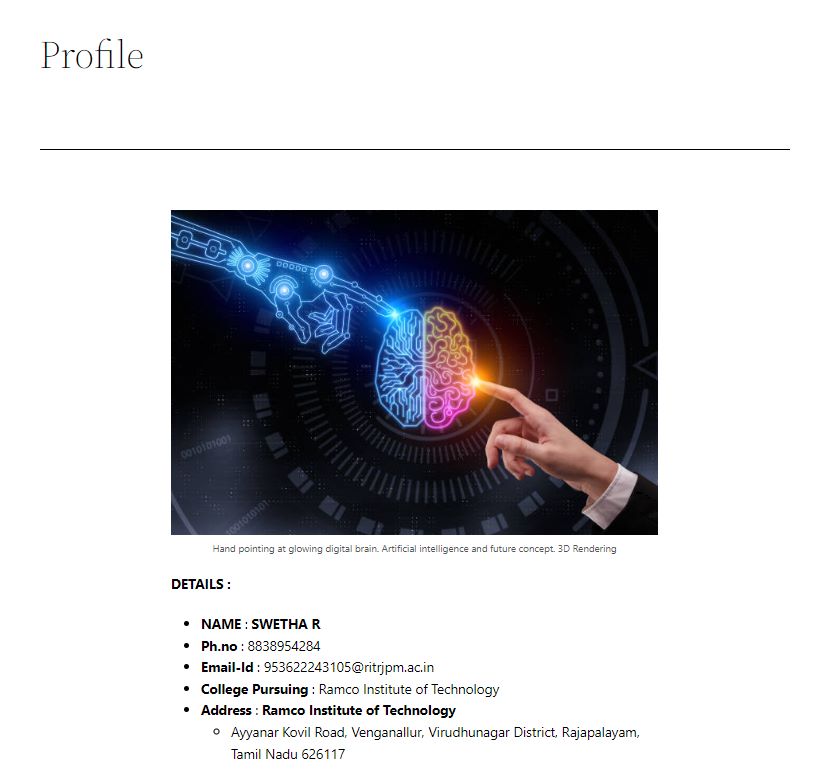 Profile
0010101001
1001010
Hand pointing at glowing digital brain. Artificial intelligence and future concept. 3D Rendering
DETAILS :
NAME : SWETHA R
Ph.no : 8838954284
Email-Id : 953622243105@ritrjpm.ac.in
College Pursuing : Ramco Institute of Technology
Address : Ramco Institute of Technology
Ayyanar Kovil Road, Venganallur, Virudhunagar District, Rajapalayam,
Tamil Nadu 626117